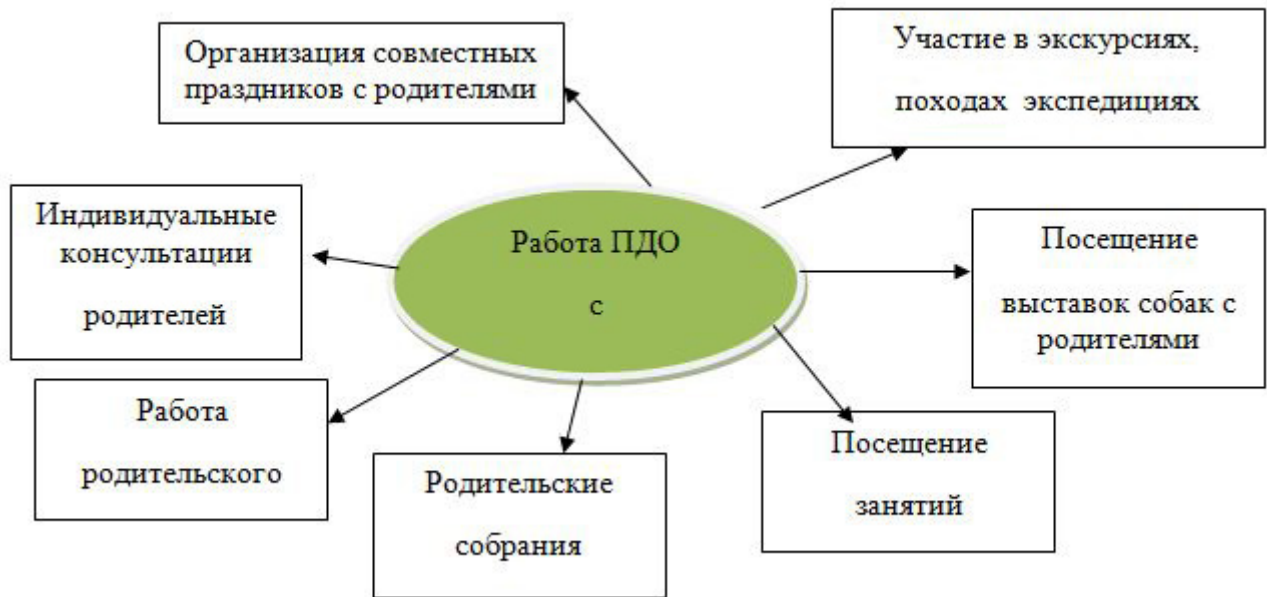 Организация совместных
праздников с родителями
Участие в экскурсиях,
походах экспедициях
Индивидуальные
консультации
родителей
Работа ПДО
с
Посещение
выставок собак с
родителями
Работа
родительского
Родительские
собрания
Посещение
занятий